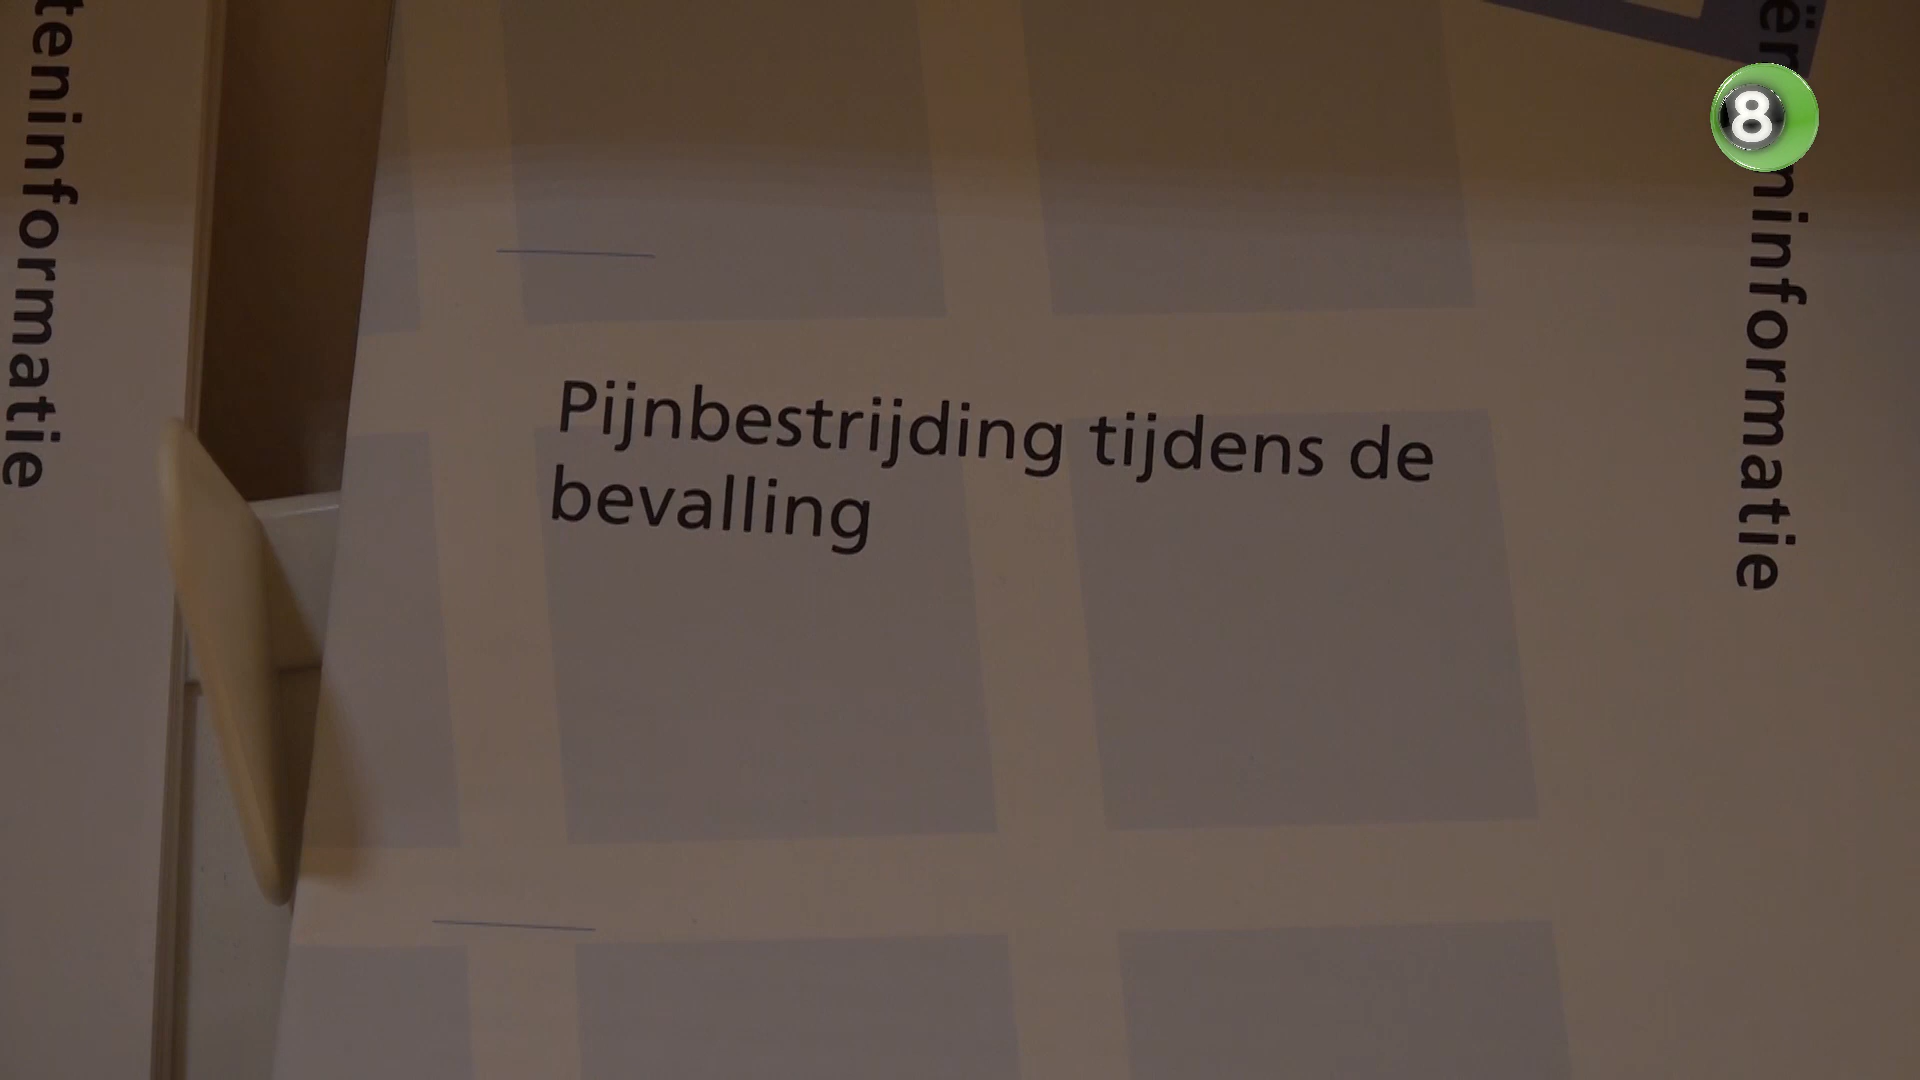 teninformatie
Pijnbestrijding tijdens de
bevalling
ëninformatie
8